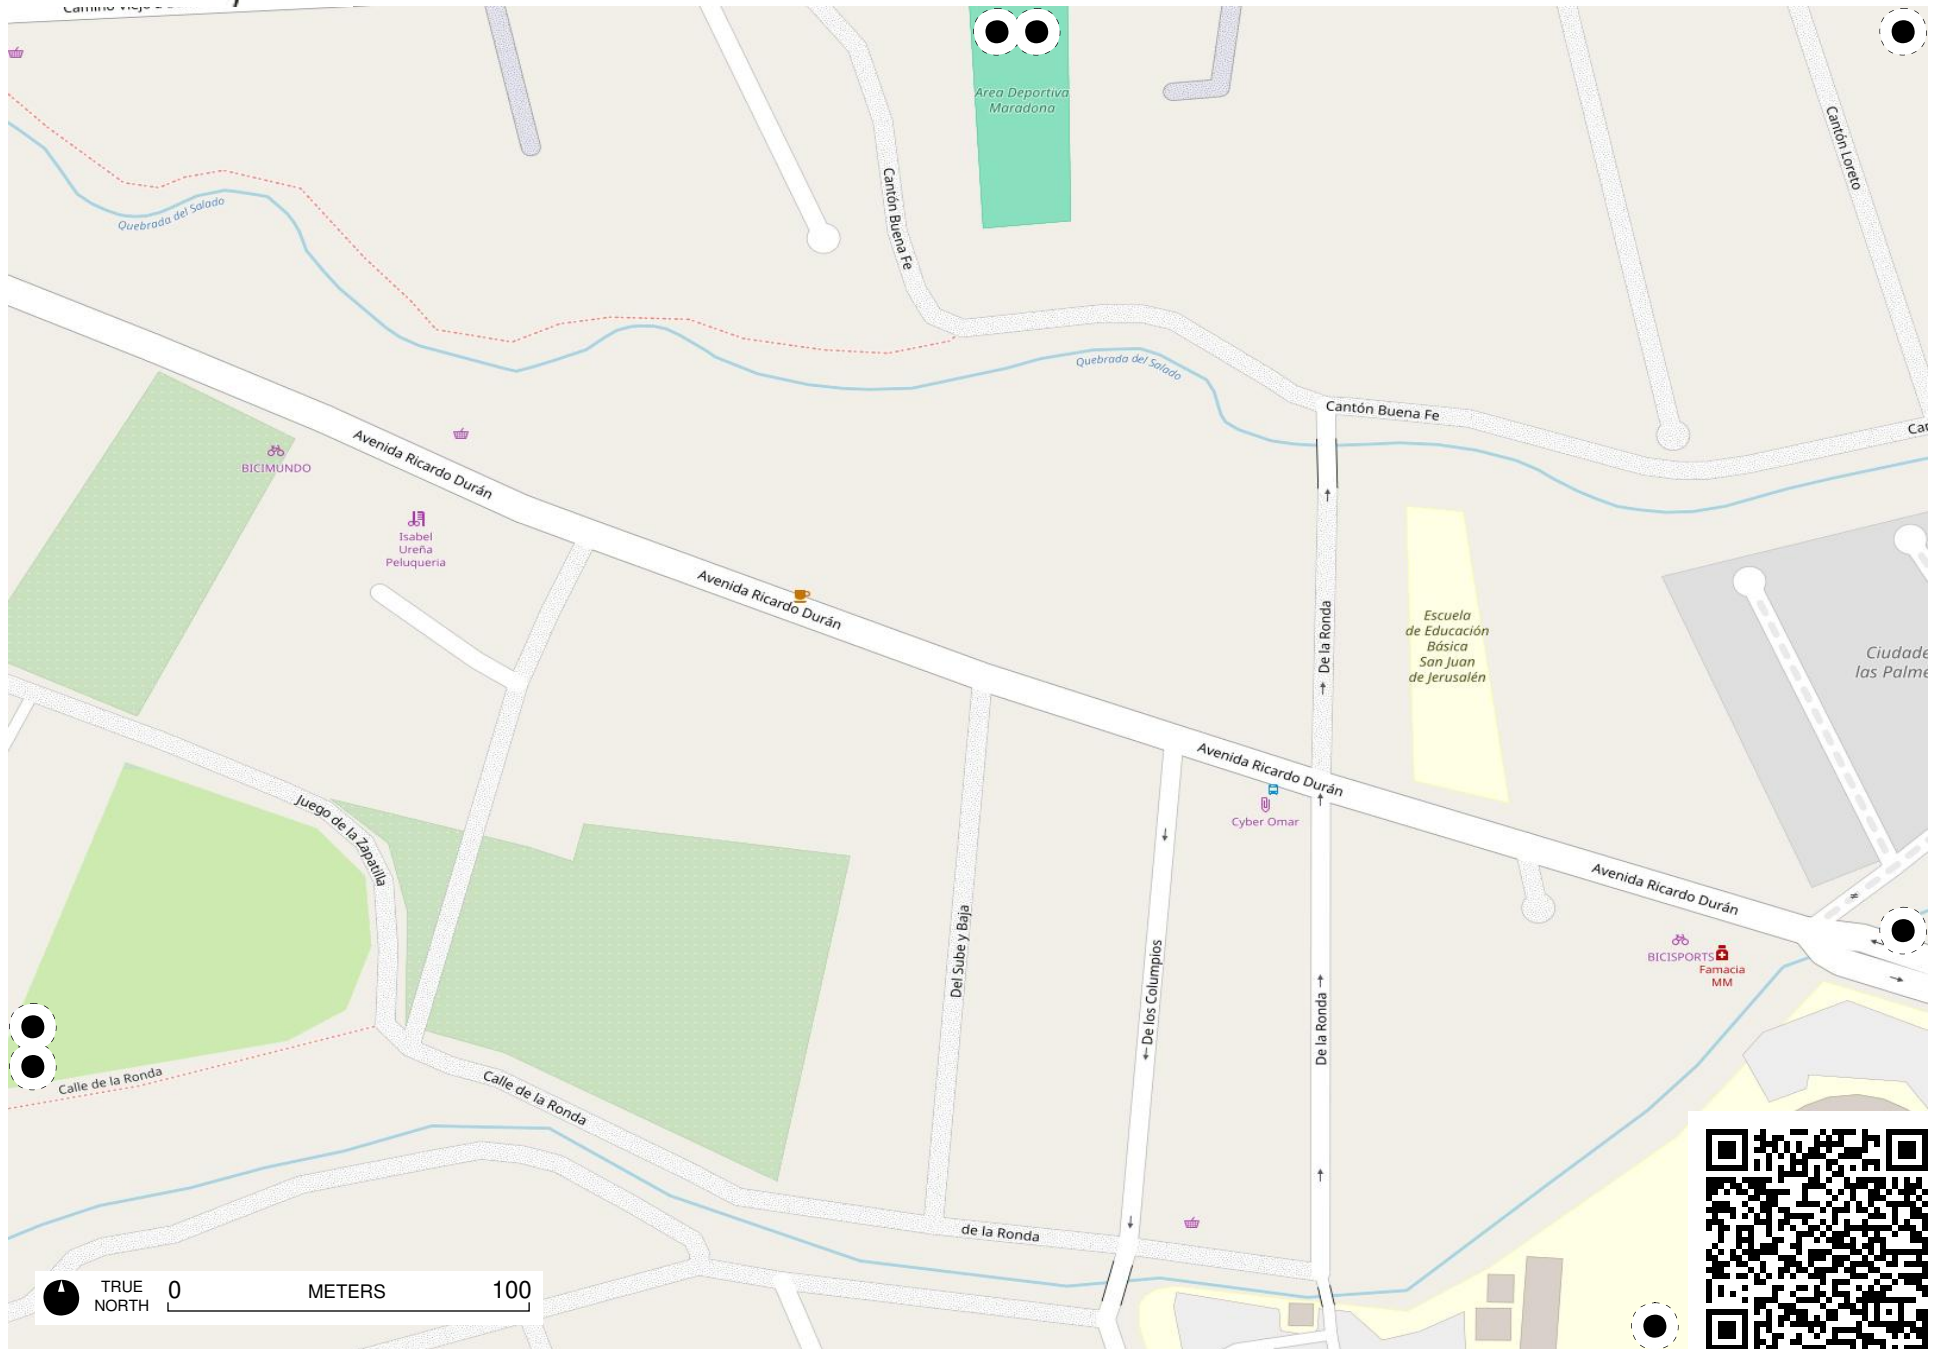 Area Deportiva
Maradona
Cantón Loreto
Quebrada del Salado
Cantón Buena Fe
Quebrada del Salado
Cantón Buena Fe
Avenida Ricardo Durán
BICIMUNDO
Isabel
Ureña
Peluqueria
Avenida Ricardo Durán
De la Ronda
Escuela
de Educación
Básica
San Juan
de Jerusalén
Ciudade
las Palme
Avenida Ricardo Durán
Cyber Omar
Juego de la Zapatilla
Avenida Ricardo Durán
Del Sube y Baja
De los Columpios
De la Ronda
BICISPORTS
Famacia
MM
Calle de la Ronda
Calle de la Ronda
de la Ronda
TRUE
NORTH
0 METERS 100